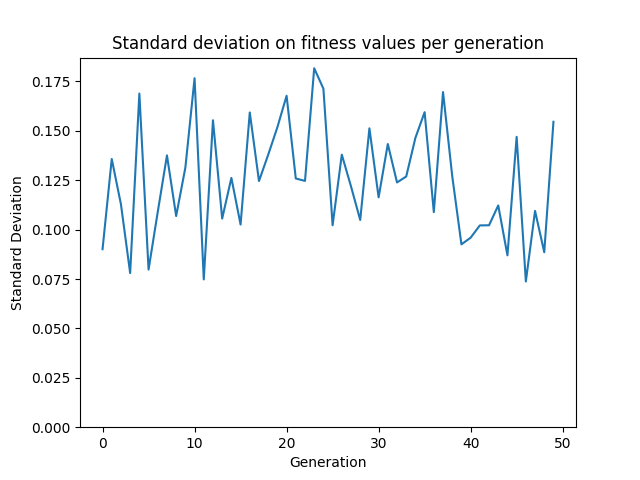 Standard deviation on fitness values per generation
0.175
0.150
0.125
0.100
0.075
0.050
0.025
0.000
Standard Deviation
0 10 20 30 40 50
Generation